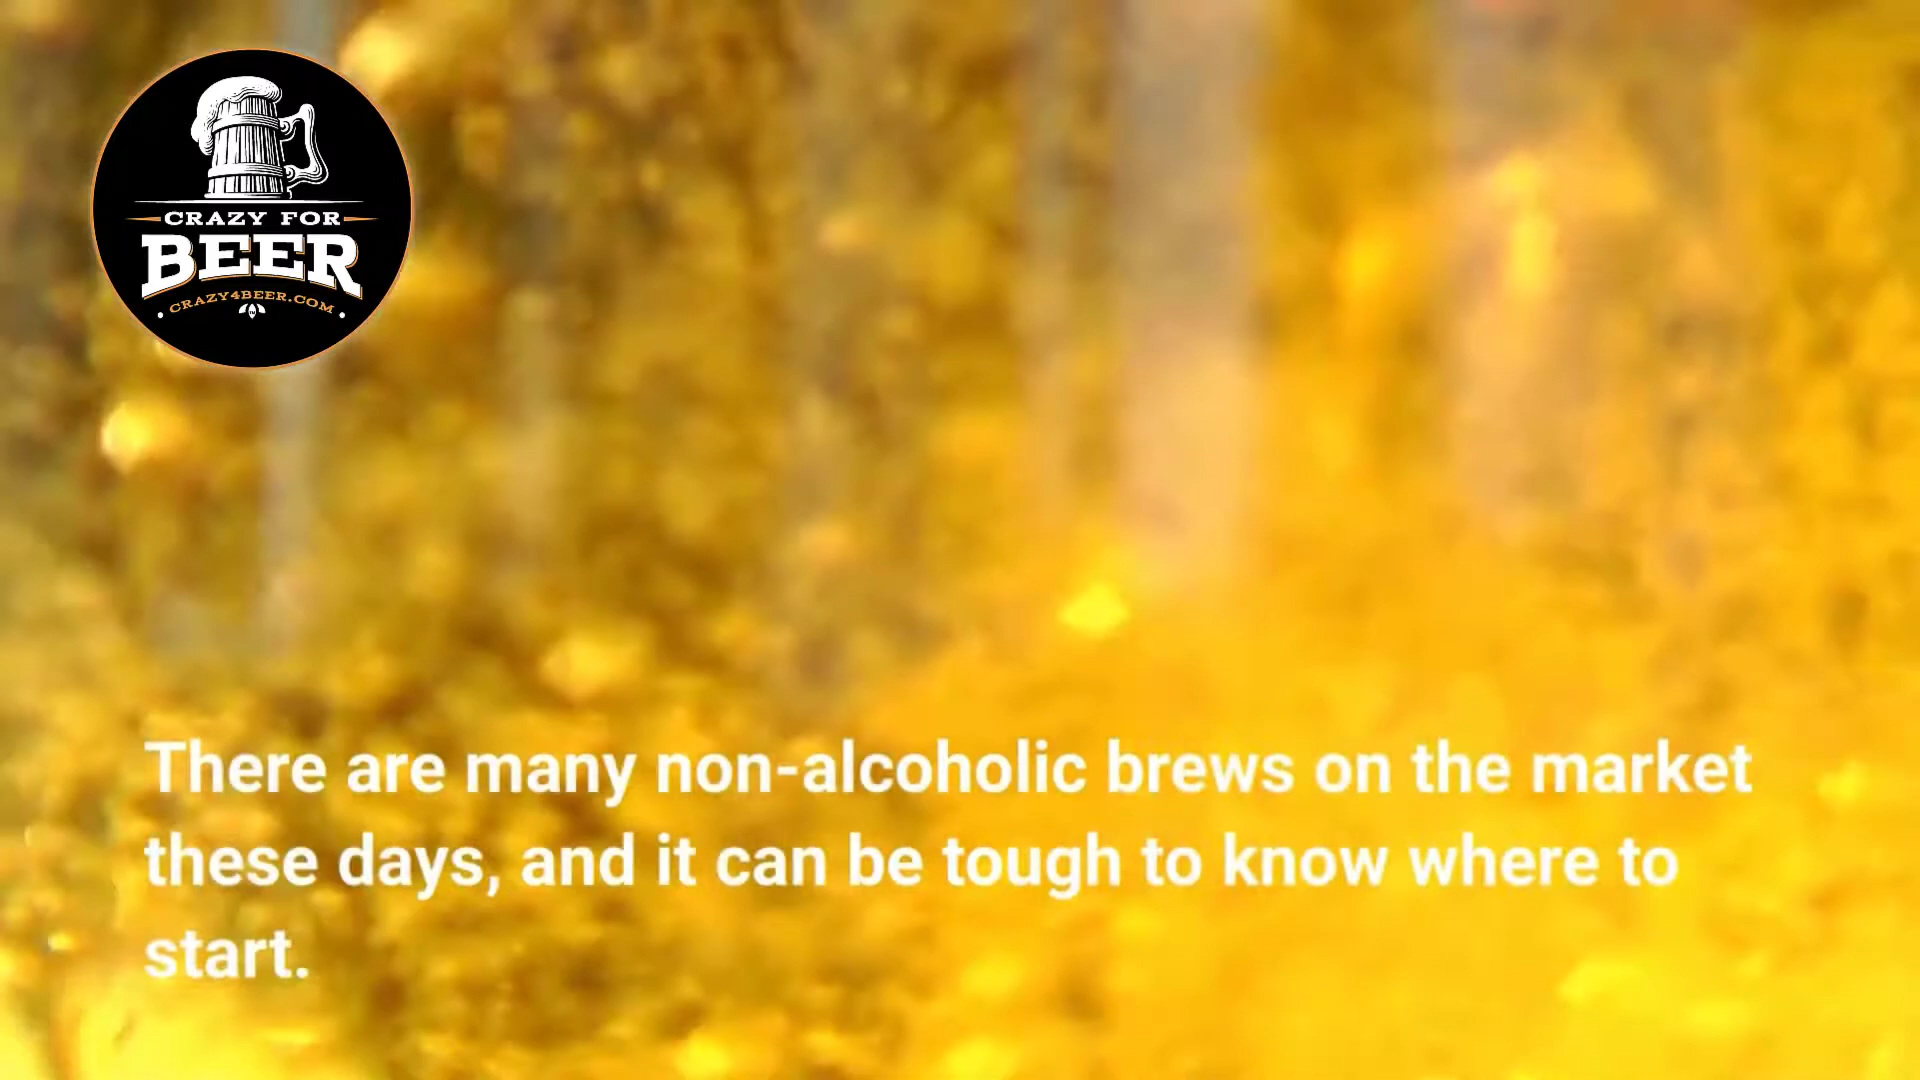 CRAZY FOR
BEER
CRAZY4BEER.COM
There are many non-alcoholic brews on the market
these days, and it can be tough to know where to
start.